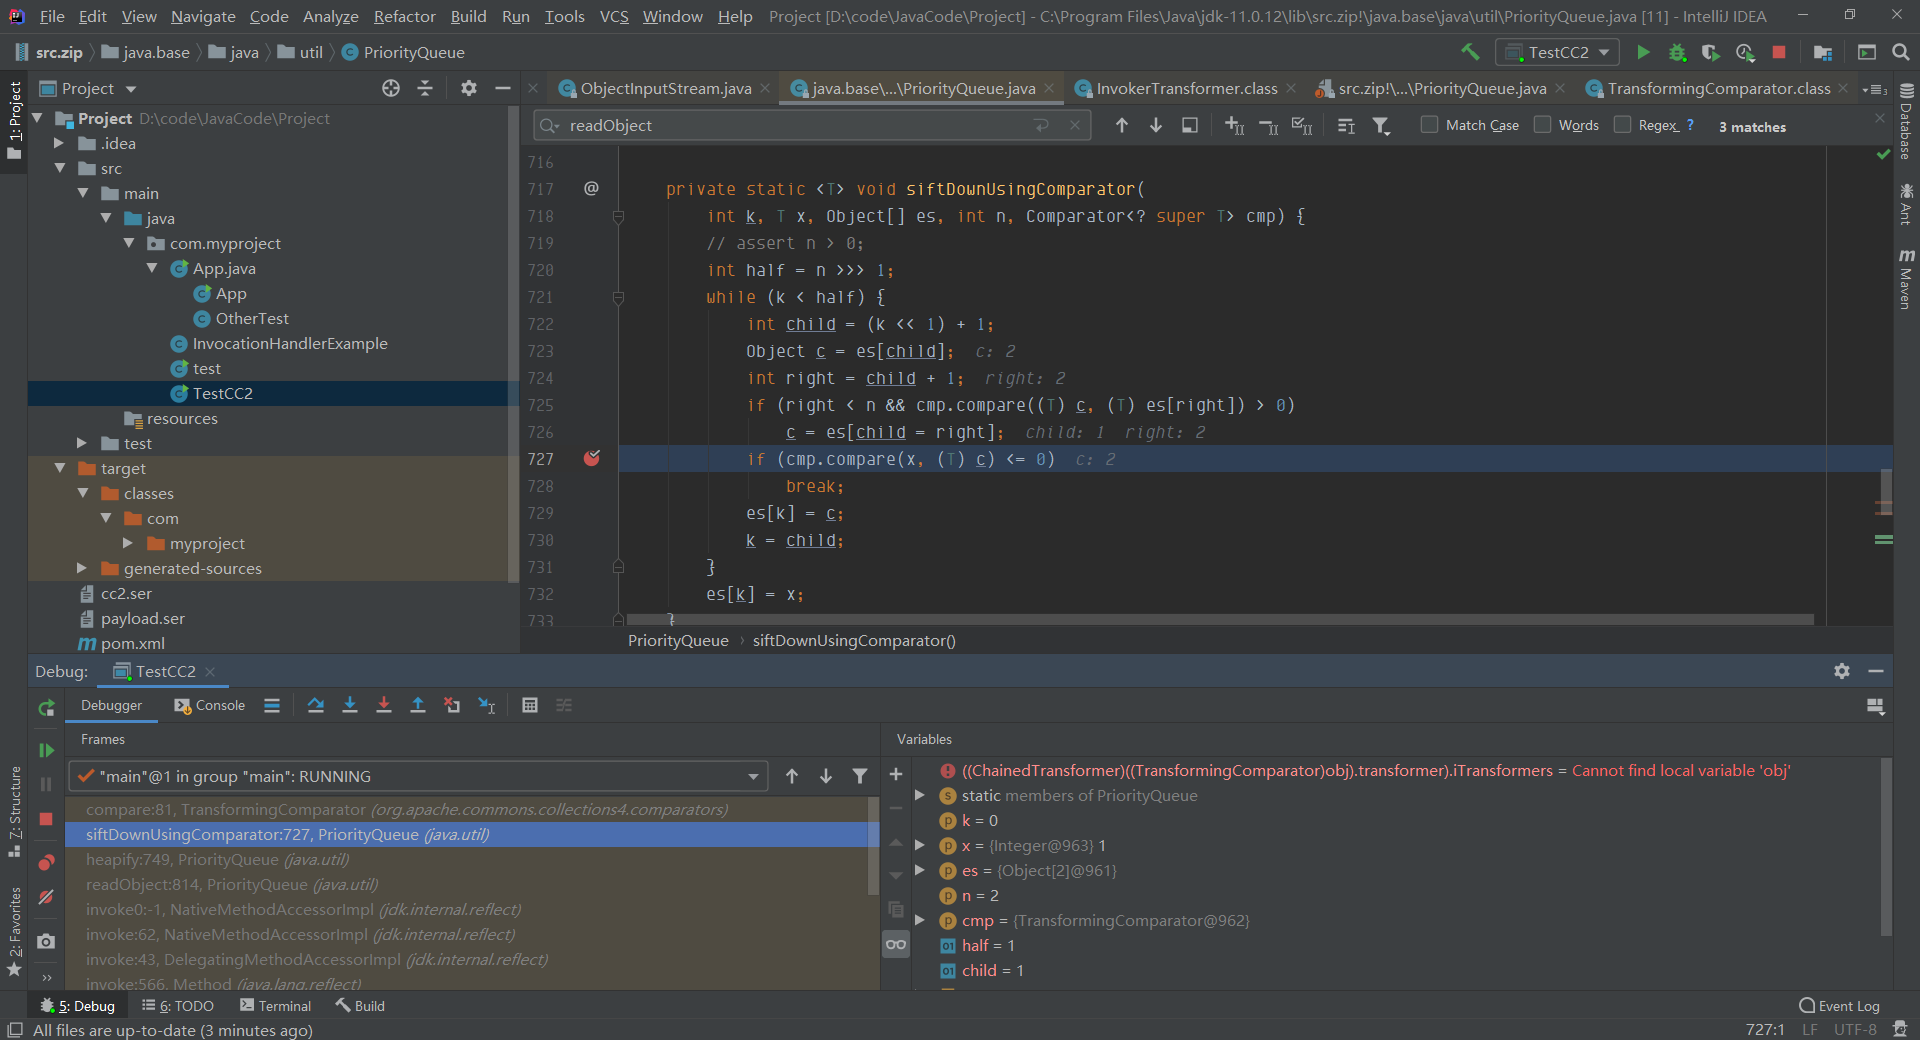 File Edit View Navigate Code Analyze Refactor Build Run Tools VCS Window Help Project [D:\code\JavaCode\Project] - C:\Program Files\Java\jdk-11.0.12\lib\src.zip!\java.base\java\util\PriorityQueue.java [11] - IntelliJ IDEA
src.zip java.base java util PriorityQueue TestCC2
Project
ObjectInputStream.java java.base\...\PriorityQueue.java InvokerTransformer.class src.zip!\...\PriorityQueue.java TransformingComparator.class
readObject Match Case Words Regex ? 3 matches
1: Project
Project D:\code\JavaCode\Project
.idea
src
main
java
com.myproject
App.java
App
OtherTest
InvocationHandlerExample
test
TestCC2
resources
test
target
classes
com
myproject
generated-sources
cc2.ser
payload.ser
pom.xml
716
717 @ private static <T> void siftDownUsingComparator(
718 int k, T x, Object[] es, int n, Comparator<? super T> cmp) {
719 // assert n > 0;
720 int half = n >>> 1;
721 while (k < half) {
722 int child = (k << 1) + 1;
723 Object c = es[child]; c: 2
724 int right = child + 1; right: 2
725 if (right < n && cmp.compare((T) c, (T) es[right]) > 0)
726 c = es[child = right]; child: 1 right: 2
727 if (cmp.compare(x, (T) c) <= 0) c: 2
728 break;
729 es[k] = c;
730 k = child;
731 }
732 es[k] = x;
733 }
PriorityQueue siftDownUsingComparator()
Database
Ant
Maven
Debug: TestCC2
Debugger Console
Frames
"main"@1 in group "main": RUNNING
compare:81, TransformingComparator (org.apache.commons.collections4.comparators)
siftDownUsingComparator:727, PriorityQueue (java.util)
heapify:749, PriorityQueue (java.util)
readObject:814, PriorityQueue (java.util)
invoke0:-1, NativeMethodAccessorImpl (jdk.internal.reflect)
invoke:62, NativeMethodAccessorImpl (jdk.internal.reflect)
invoke:43, DelegatingMethodAccessorImpl (jdk.internal.reflect)
invoke:566, Method (java.lang.reflect)
Variables
((ChainedTransformer)((TransformingComparator)obj).transformer).iTransformers = Cannot find local variable 'obj'
static members of PriorityQueue
k = 0
x = {Integer@963} 1
es = {Object[2]@961}
n = 2
cmp = {TransformingComparator@962}
half = 1
child = 1
7: Structure
2: Favorites
5: Debug 6: TODO Terminal Build Event Log
All files are up-to-date (3 minutes ago) 727:1 LF UTF-8